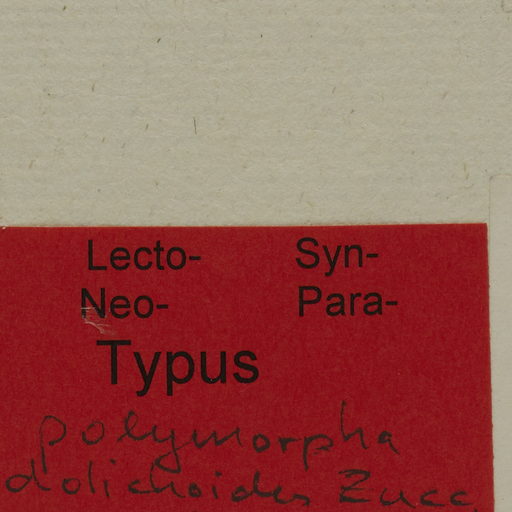 Lecto- Syn-
Neo- Para-
Typus
polymorpha
dolichoides Zucc.